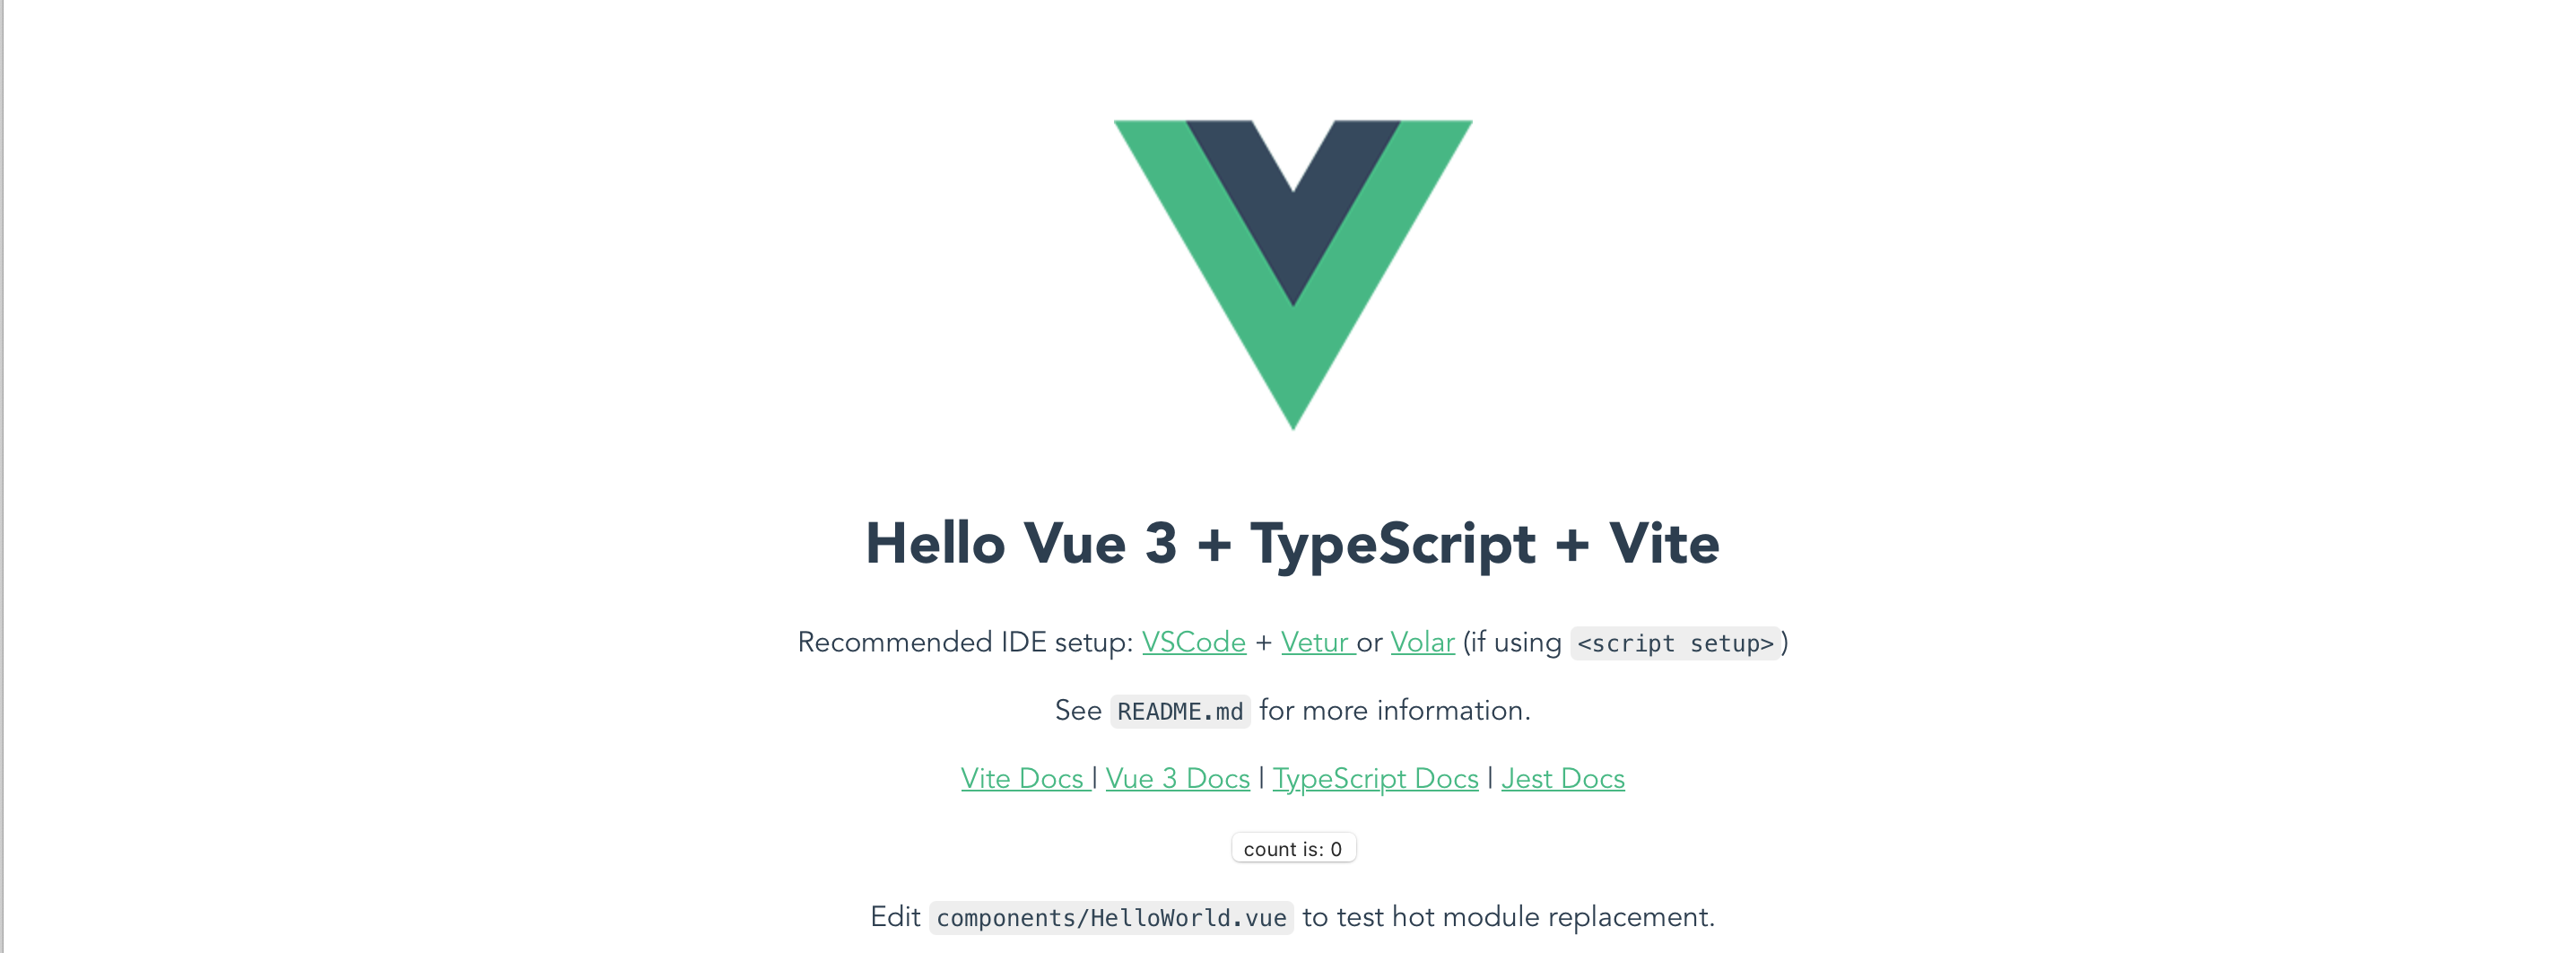 Hello Vue 3 + TypeScript + Vite
Recommended IDE setup: VSCode + Vetur or Volar (if using <script setup>)
See README.md for more information.
Vite Docs | Vue 3 Docs | TypeScript Docs | Jest Docs
count is: 0
Edit components/HelloWorld.vue to test hot module replacement.